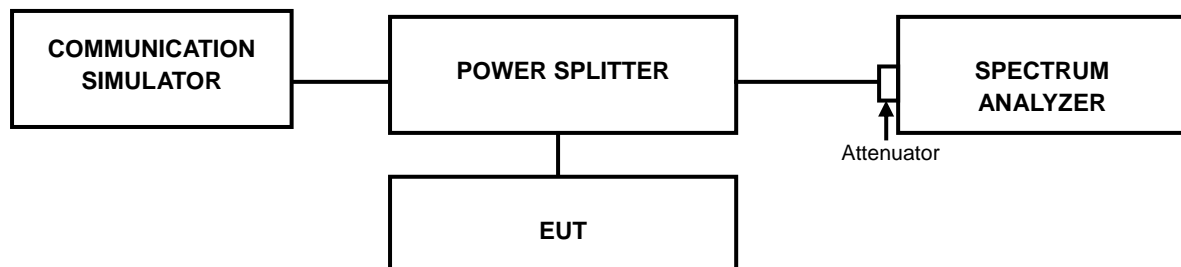 COMMUNICATION
SIMULATOR
POWER SPLITTER
SPECTRUM
ANALYZER
Attenuator
EUT